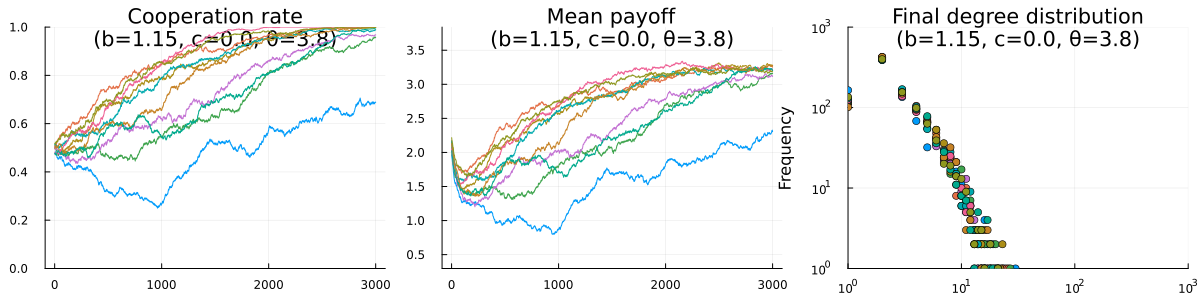 Cooperation rate
(b=1.15, c=0.0, θ=3.8)
1.0
0.8
0.6
0.4
0.2
0.0
0 1000 2000 3000
Mean payoff
(b=1.15, c=0.0, θ=3.8)
3.5
3.0
2.5
2.0
1.5
1.0
0.5
0 1000 2000 3000
Final degree distribution
(b=1.15, c=0.0, θ=3.8)
Frequency
10³
10²
10¹
10⁰
10⁰ 10¹ 10² 10³